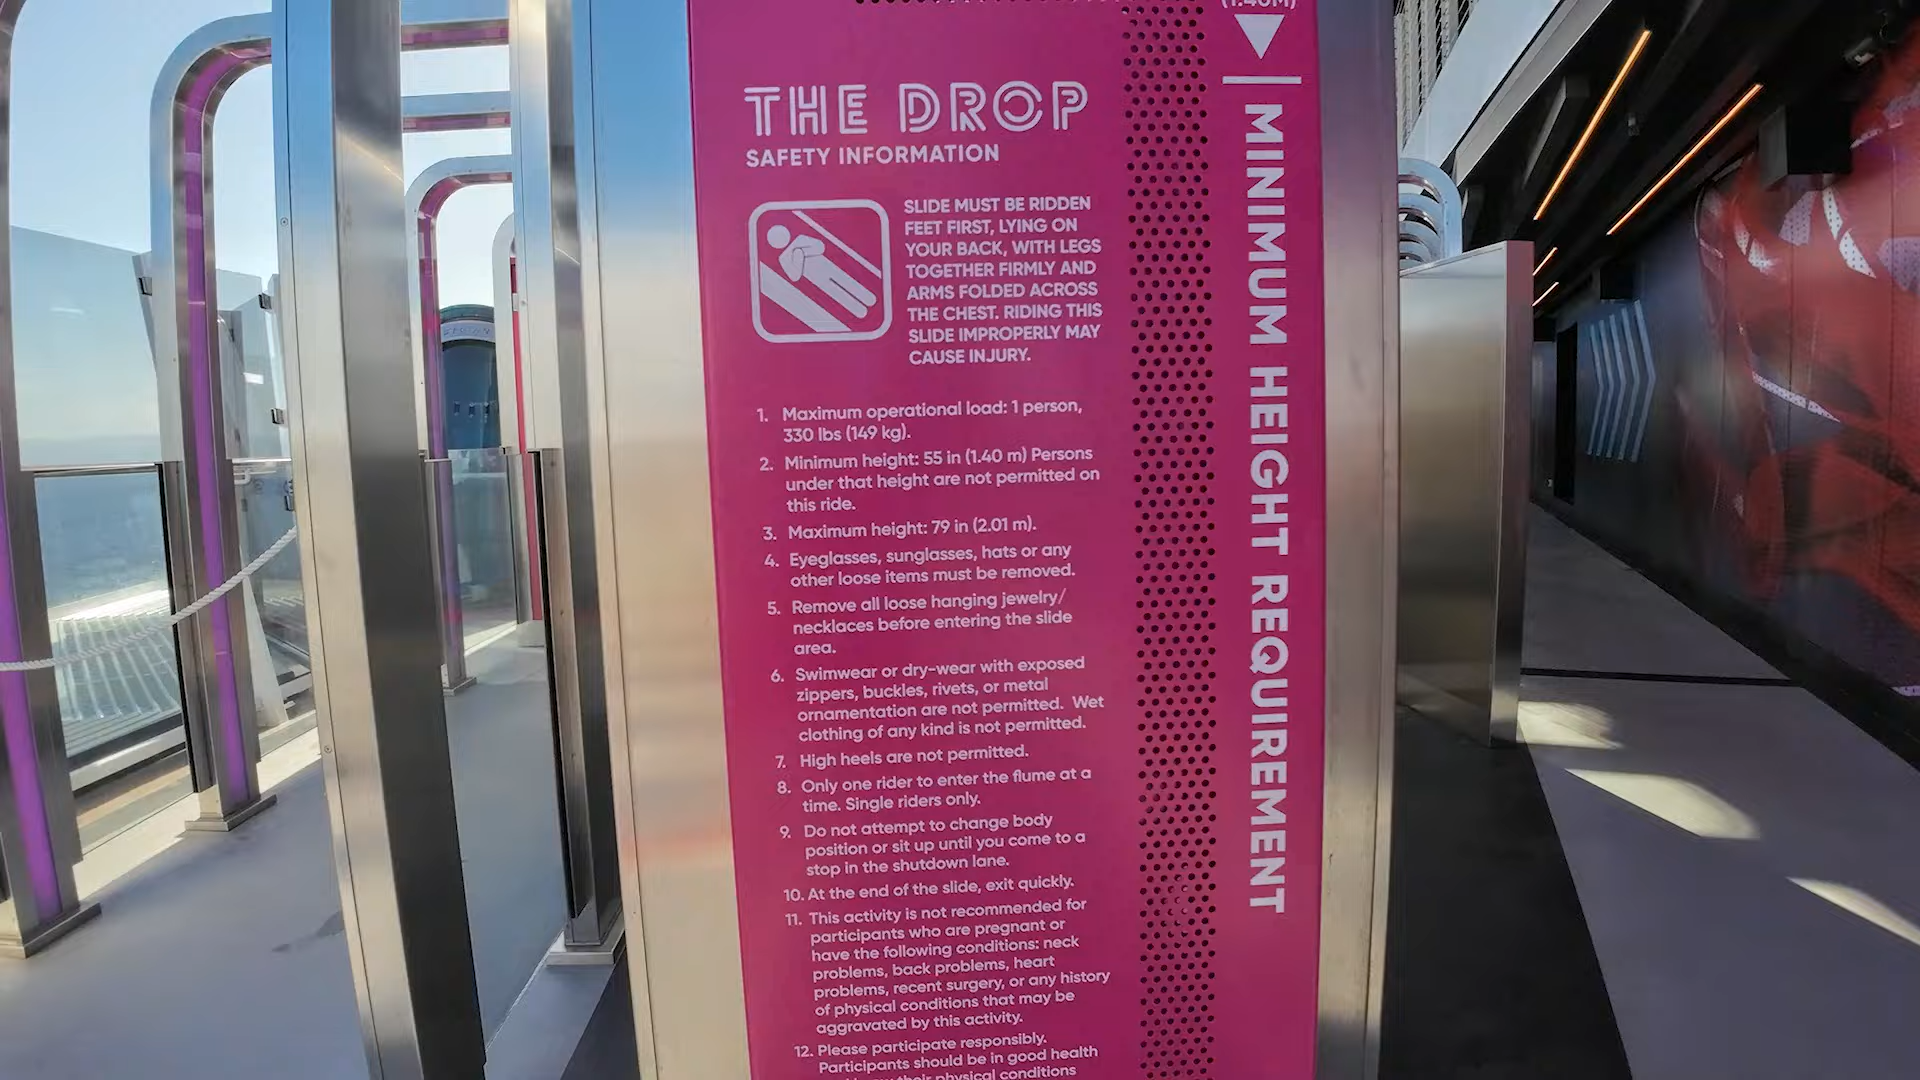 (1.40M)
THE DROP
SAFETY INFORMATION
SLIDE MUST BE RIDDEN
FEET FIRST, LYING ON
YOUR BACK, WITH LEGS
TOGETHER FIRMLY AND
ARMS FOLDED ACROSS
THE CHEST. RIDING THIS
SLIDE IMPROPERLY MAY
CAUSE INJURY.
1. Maximum operational load: 1 person,
330 lbs (149 kg).
2. Minimum height: 55 in (1.40 m) Persons
under that height are not permitted on
this ride.
3. Maximum height: 79 in (2.01 m).
4. Eyeglasses, sunglasses, hats or any
other loose items must be removed.
5. Remove all loose hanging jewelry/
necklaces before entering the slide
area.
6. Swimwear or dry-wear with exposed
zippers, buckles, rivets, or metal
ornamentation are not permitted. Wet
clothing of any kind is not permitted.
7. High heels are not permitted.
8. Only one rider to enter the flume at a
time. Single riders only.
9. Do not attempt to change body
position or sit up until you come to a
stop in the shutdown lane.
10. At the end of the slide, exit quickly.
11. This activity is not recommended for
participants who are pregnant or
have the following conditions: neck
problems, back problems, heart
problems, recent surgery, or any history
of physical conditions that may be
aggravated by this activity.
12. Please participate responsibly.
Participants should be in good health
their physical conditions
MINIMUM HEIGHT REQUIREMENT